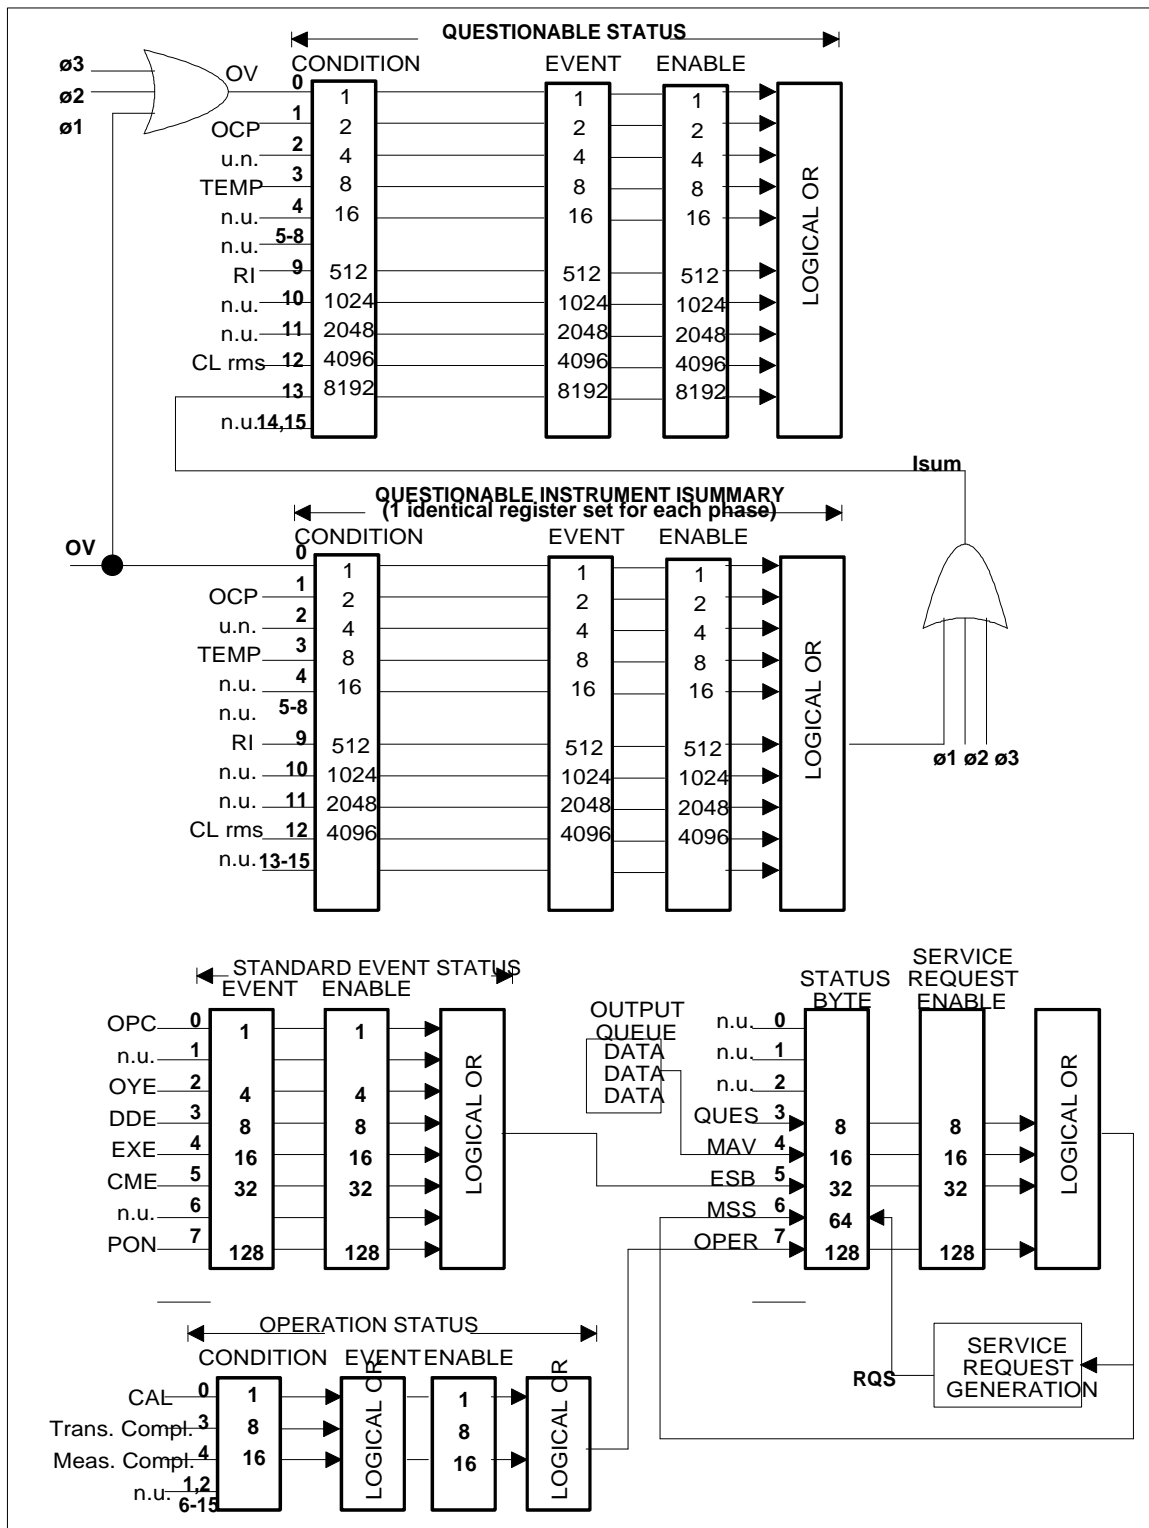 QUESTIONABLE STATUS
CONDITION EVENT ENABLE
ø3
ø2
ø1
OV 0 1 1 1
OCP 1 2 2 2
u.n. 2 4 4 4
TEMP 3 8 8 8
n.u. 4 16 16 16
n.u. 5-8
RI 9 512 512 512
n.u. 10 1024 1024 1024
n.u. 11 2048 2048 2048
CL rms 12 4096 4096 4096
13 8192 8192 8192
n.u. 14,15
LOGICAL OR
Isum
QUESTIONABLE INSTRUMENT ISUMMARY
(1 identical register set for each phase)
CONDITION EVENT ENABLE
OV 0 1 1 1
OCP 1 2 2 2
u.n. 2 4 4 4
TEMP 3 8 8 8
n.u. 4 16 16 16
n.u. 5-8
RI 9 512 512 512
n.u. 10 1024 1024 1024
n.u. 11 2048 2048 2048
CL rms 12 4096 4096 4096
n.u. 13-15
LOGICAL OR
ø1 ø2 ø3
STANDARD EVENT STATUS
EVENT ENABLE
OPC 0 1 1
n.u. 1
OYE 2 4 4
DDE 3 8 8
EXE 4 16 16
CME 5 32 32
n.u. 6
PON 7 128 128
LOGICAL OR
OUTPUT
QUEUE
DATA
DATA
DATA
STATUS
BYTE
SERVICE
REQUEST
ENABLE
n.u. 0
n.u. 1
n.u. 2
QUES 3 8 8
MAV 4 16 16
ESB 5 32 32
MSS 6 64
OPER 7 128 128
LOGICAL OR
OPERATION STATUS
CONDITION EVENT ENABLE
CAL 0 1 1
Trans. Compl. 3 8 8
Meas. Compl. 4 16 16
n.u. 1,2
6-15
LOGICAL OR
LOGICAL OR
RQS
SERVICE
REQUEST
GENERATION